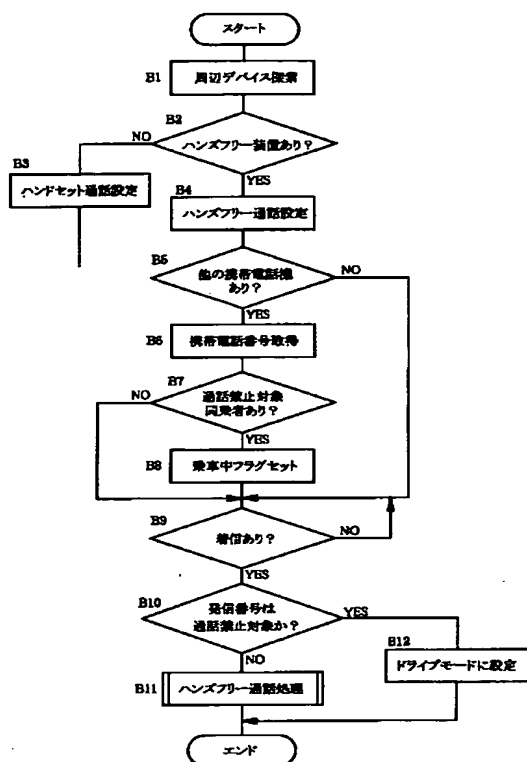 スタート
B1
周辺デバイス探索
B2
ハンズフリー装置あり?
NO
YES
B3
ハンドセット通話設定
B4
ハンズフリー通話設定
B5
他の携帯電話機
あり?
NO
YES
B6
携帯電話番号取得
B7
通話禁止対象
同乗者あり?
NO
YES
B8
乗車中フラグセット
B9
着信あり?
NO
YES
B10
発信番号は
通話禁止対象か?
YES
NO
B12
ドライブモードに設定
B11
ハンズフリー通話処理
エンド